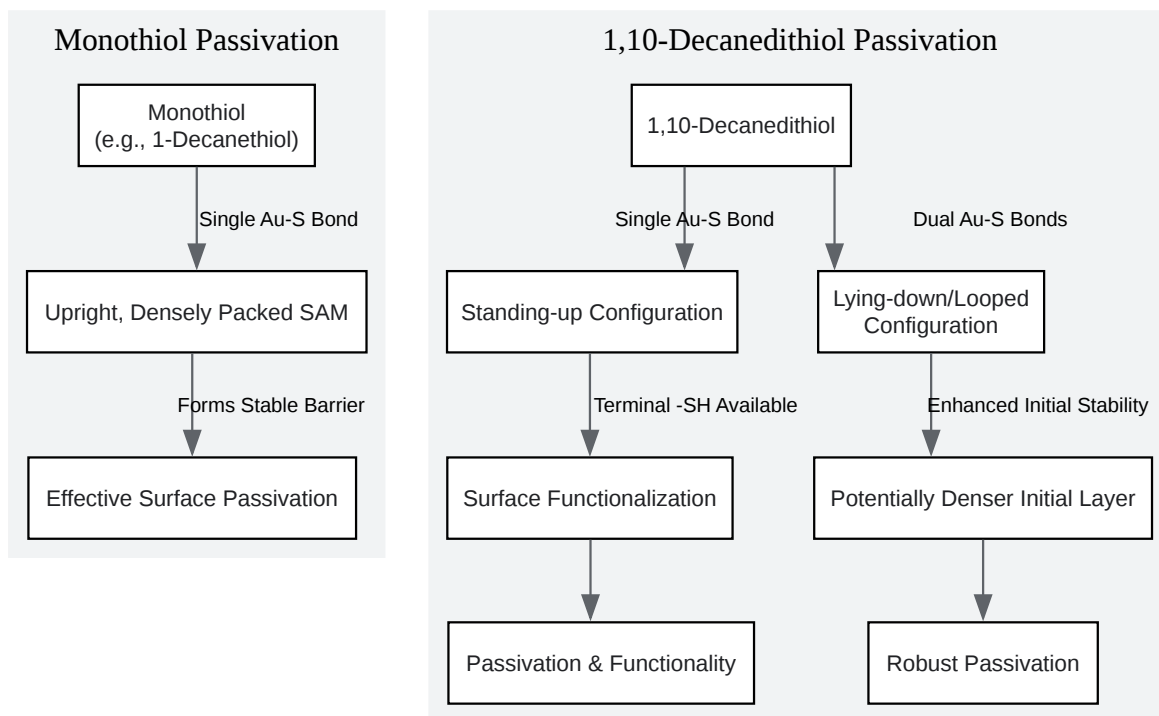 Monothiol Passivation
Monothiol
(e.g., 1-Decanethiol)
Single Au-S Bond
Upright, Densely Packed SAM
Forms Stable Barrier
Effective Surface Passivation
1,10-Decanedithiol Passivation
1,10-Decanedithiol
Single Au-S Bond
Dual Au-S Bonds
Standing-up Configuration
Lying-down/Looped
Configuration
Terminal -SH Available
Enhanced Initial Stability
Surface Functionalization
Potentially Denser Initial Layer
Passivation & Functionality
Robust Passivation